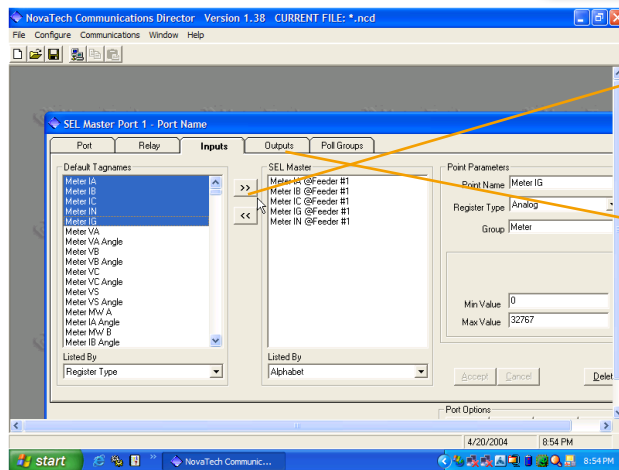 NovaTech Communications Director Version 1.38 CURRENT FILE: *.ncd
File Configure Communications Window Help
SEL Master Port 1 - Port Name
Port Relay Inputs Outputs Poll Groups
Default Tagnames
Meter IA
Meter IB
Meter IC
Meter IN
Meter IG
Meter VA
Meter VA Angle
Meter VB
Meter VB Angle
Meter VC
Meter VC Angle
Meter VS
Meter VS Angle
Meter MW A
Meter IA Angle
Meter MW B
Meter IB Angle
Listed By
Register Type
>>
<<
SEL Master
Meter IA @Feeder #1
Meter IB @Feeder #1
Meter IC @Feeder #1
Meter IG @Feeder #1
Meter IN @Feeder #1
Listed By
Alphabet
Point Parameters
Point Name Meter IG
Register Type Analog
Group Meter
Min Value 0
Max Value 32767
Accept Cancel Delet
Port Options
4/20/2004 8:54 PM
start NovaTech Communic... 8:54 PM